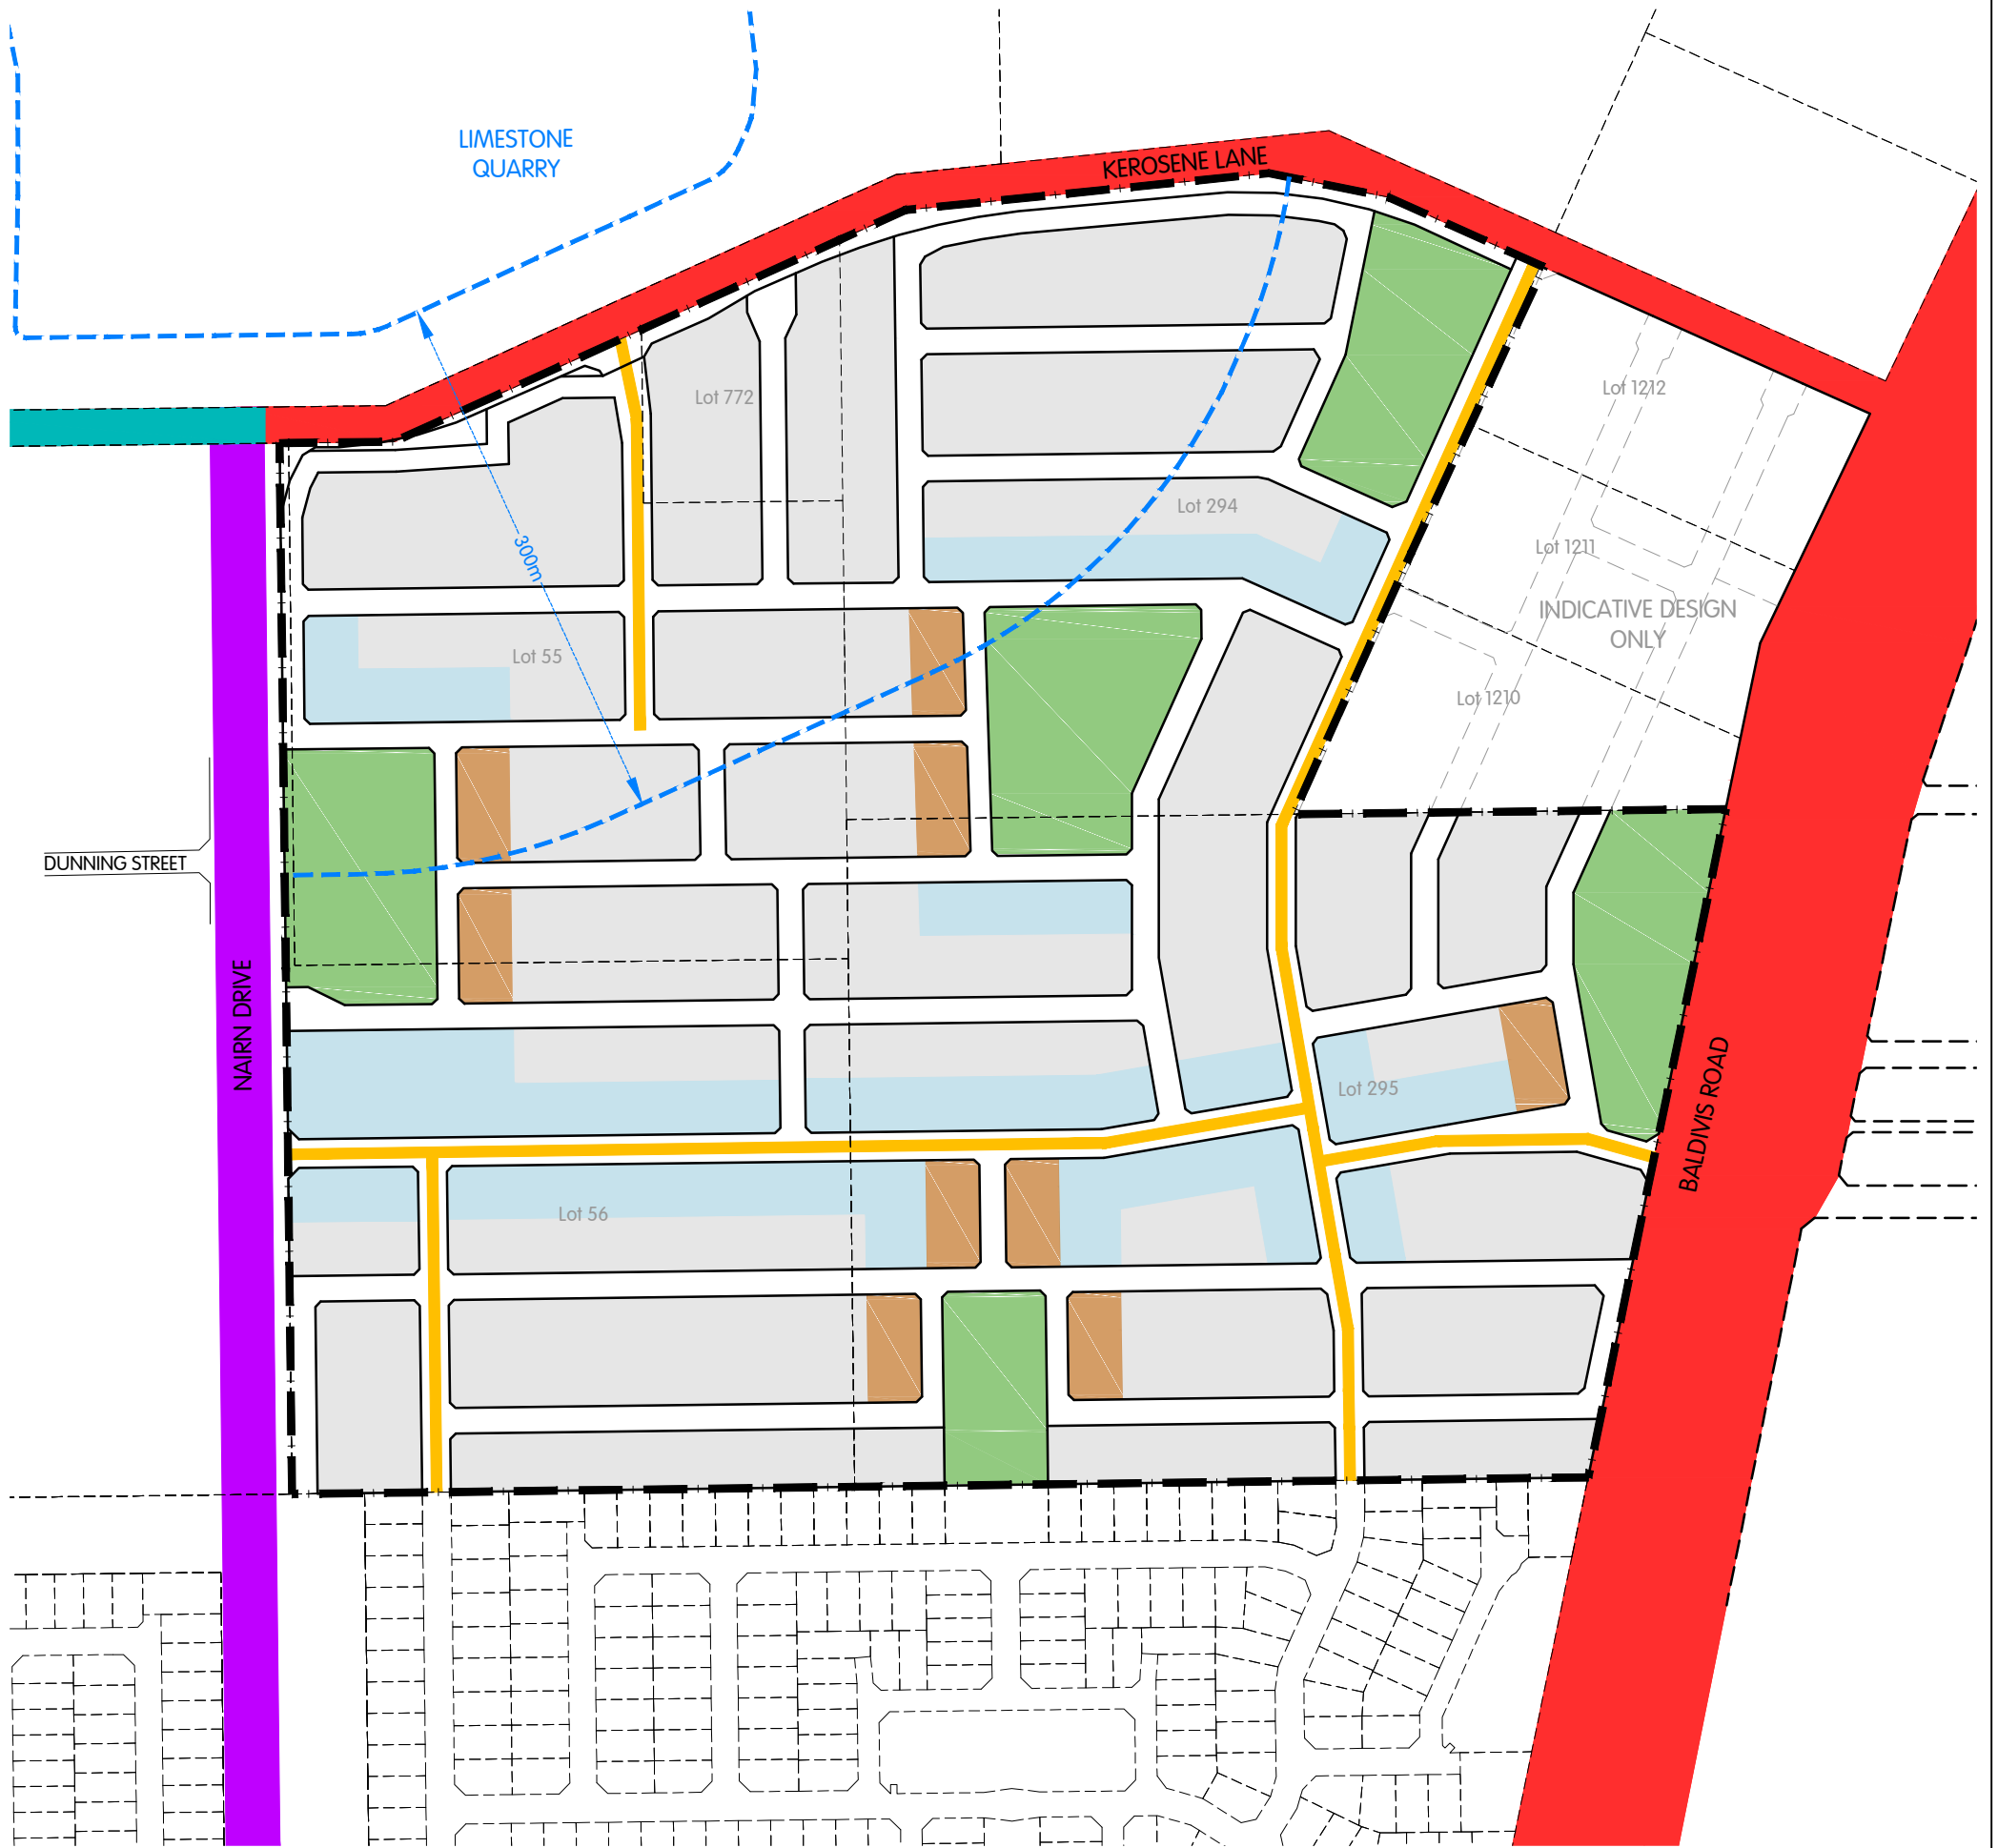 LIMESTONE
QUARRY
KEROSENE LANE
Lot 1212
Lot 772
Lot 294
Lot 1211
300m
INDICATIVE DESIGN
ONLY
Lot 55
Lot 1210
DUNNING STREET
NAIRN DRIVE
Lot 295
BALDIVIS ROAD
Lot 56